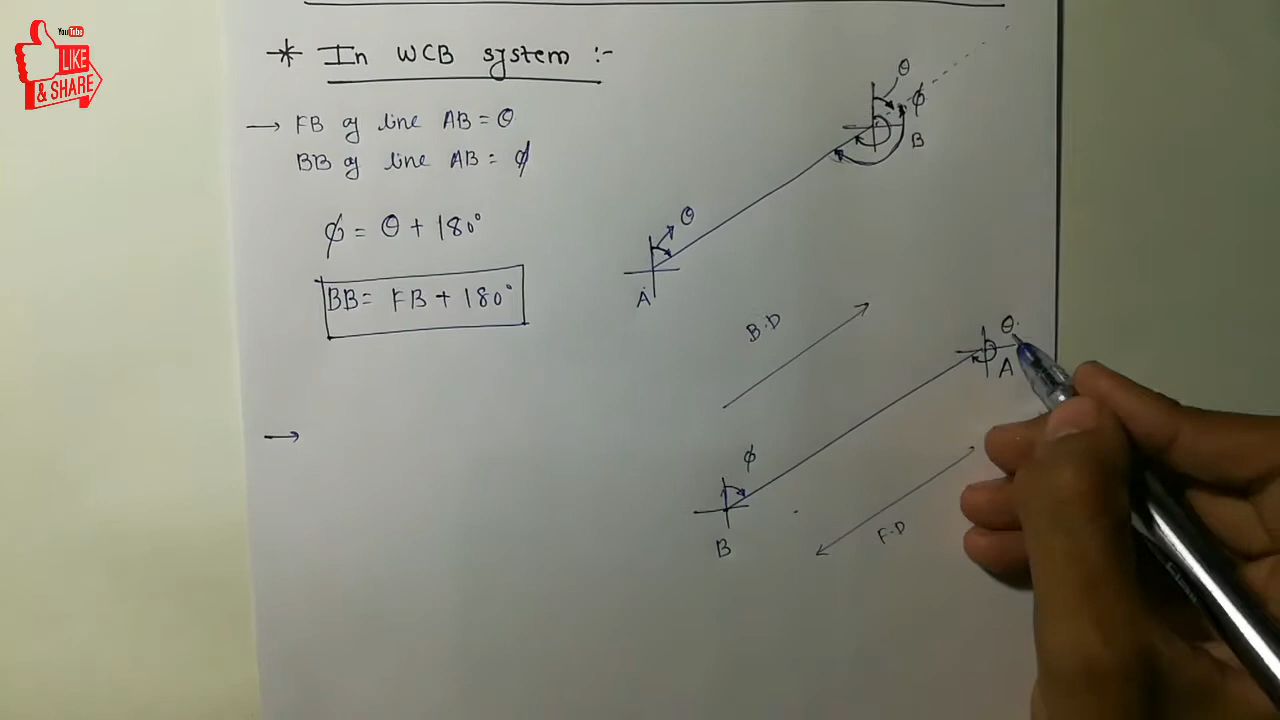 YouTube
LIKE
& SHARE
* In WCB system :-
→ FB of line AB = θ
BB of line AB = ϕ
ϕ = θ + 180°
BB = FB + 180°
→
θ
ϕ
B
θ
A
B.D
θ
A
ϕ
B
F.D